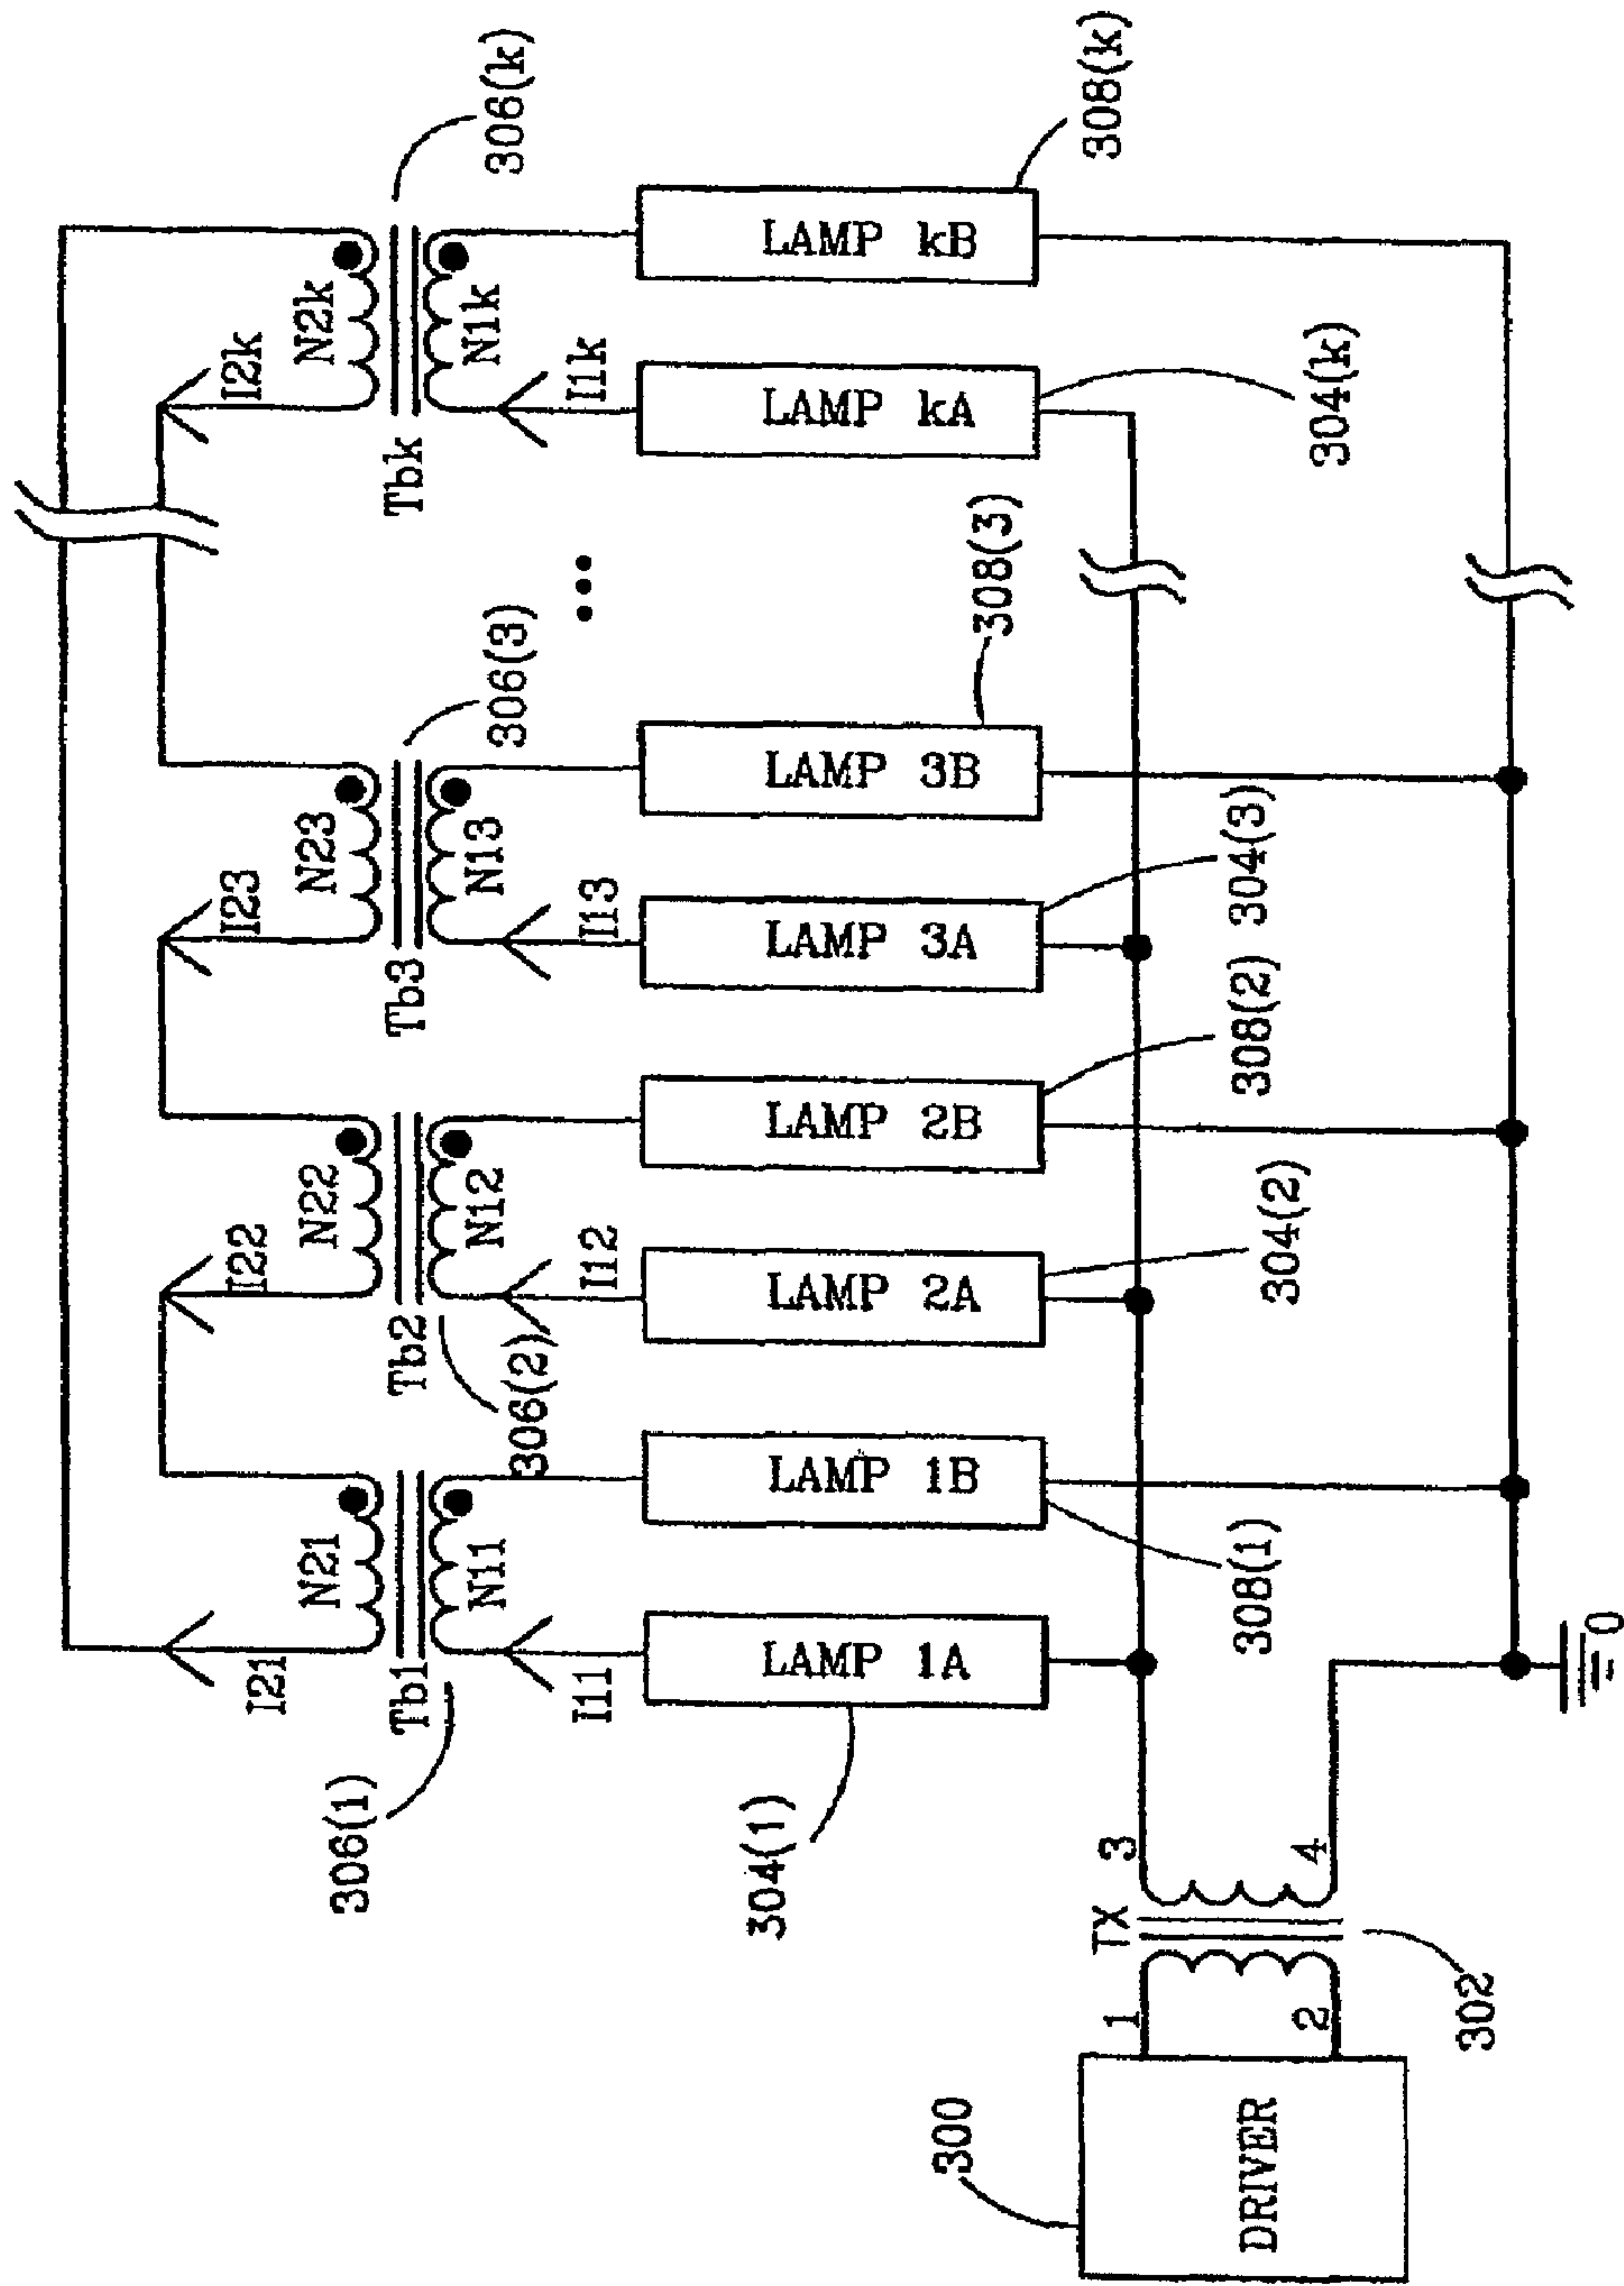 306(k)
308(k)
N2k
I2k
Tbk
N1k
I1k
LAMP kB
LAMP kA
304(k)
306(3)
N23
I23
Tb3
N13
I13
...
308(3)
LAMP 3B
LAMP 3A
304(3)
N22
I22
Tb2
306(2)
N12
I12
LAMP 2B
LAMP 2A
308(2)
304(2)
N21
I21
Tb1
306(1)
N11
I11
LAMP 1B
LAMP 1A
308(1)
304(1)
TX
3
4
1
2
302
300
DRIVER
0